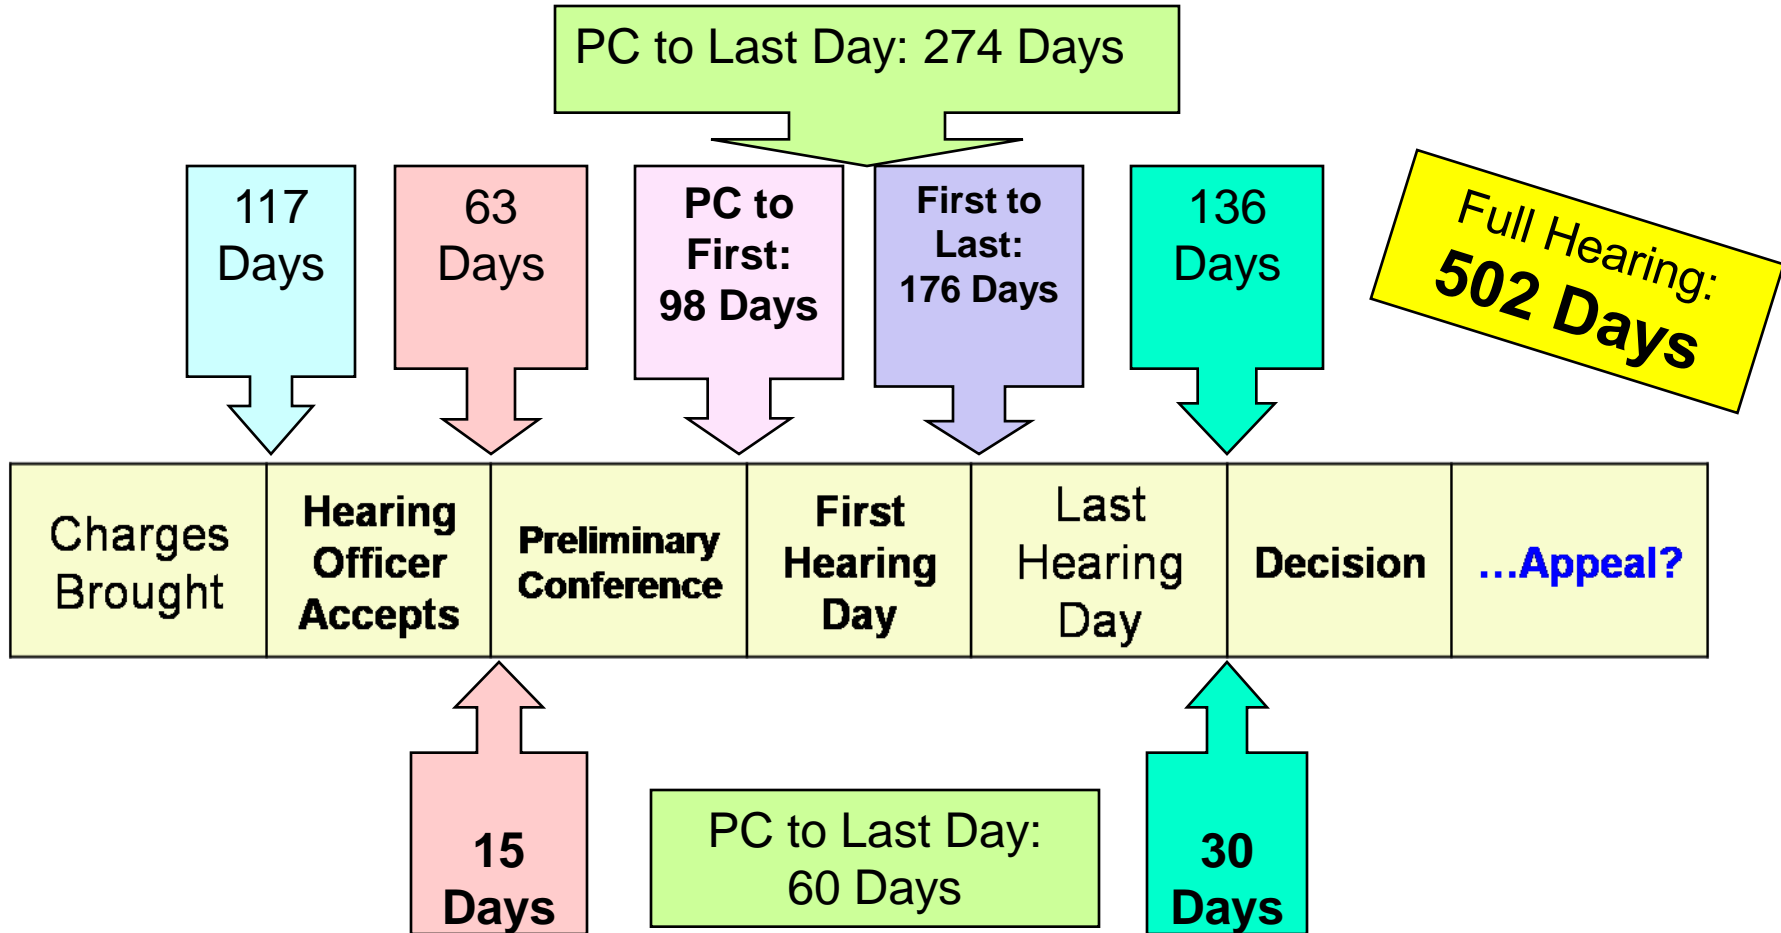 PC to Last Day: 274 Days
117
Days
63
Days
PC to
First:
98 Days
First to
Last:
176 Days
136
Days
Full Hearing:
502 Days
Charges
Brought
Hearing
Officer
Accepts
Preliminary
Conference
First
Hearing
Day
Last
Hearing
Day
Decision
...Appeal?
15
Days
PC to Last Day:
60 Days
30
Days